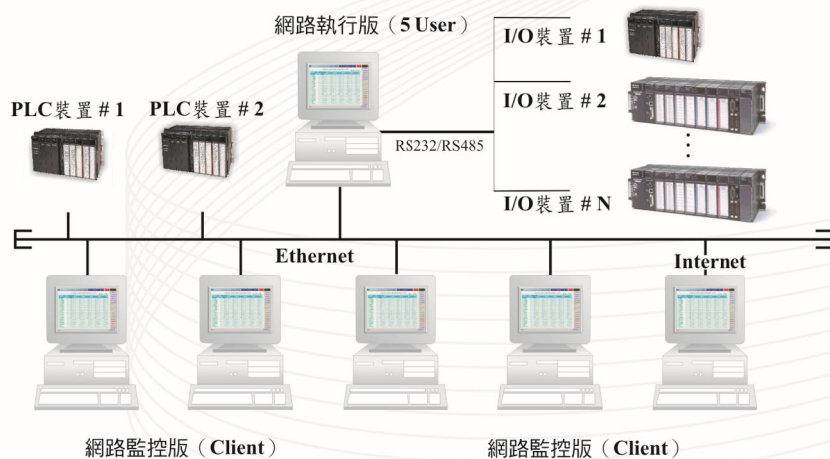 網路執行版（5 User）
I/O裝置 # 1
PLC裝置 # 1
PLC裝置 # 2
I/O裝置 # 2
RS232/RS485
I/O裝置 # N
Ethernet
Internet
網路監控版（Client）
網路監控版（Client）